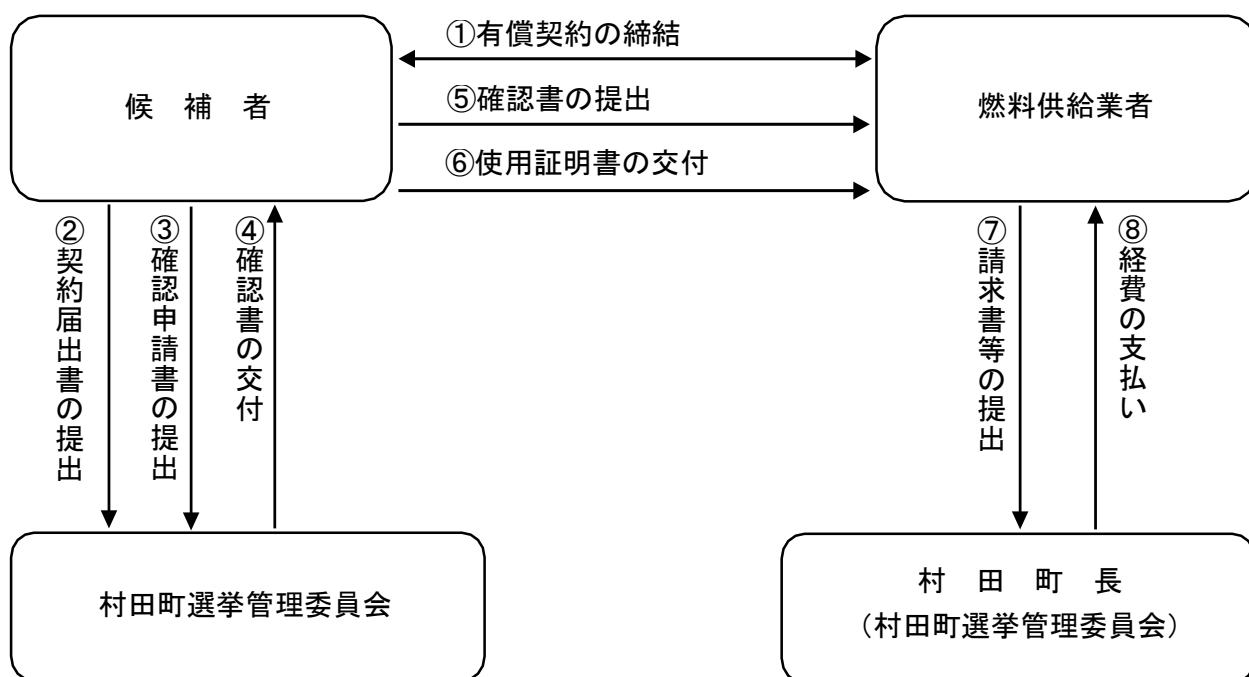 候　補　者
①有償契約の締結
⑤確認書の提出
⑥使用証明書の交付
燃料供給業者
②契約届出書の提出
③確認申請書の提出
④確認書の交付
⑦請求書等の提出
⑧経費の支払い
村田町選挙管理委員会
村　田　町　長
（村田町選挙管理委員会）